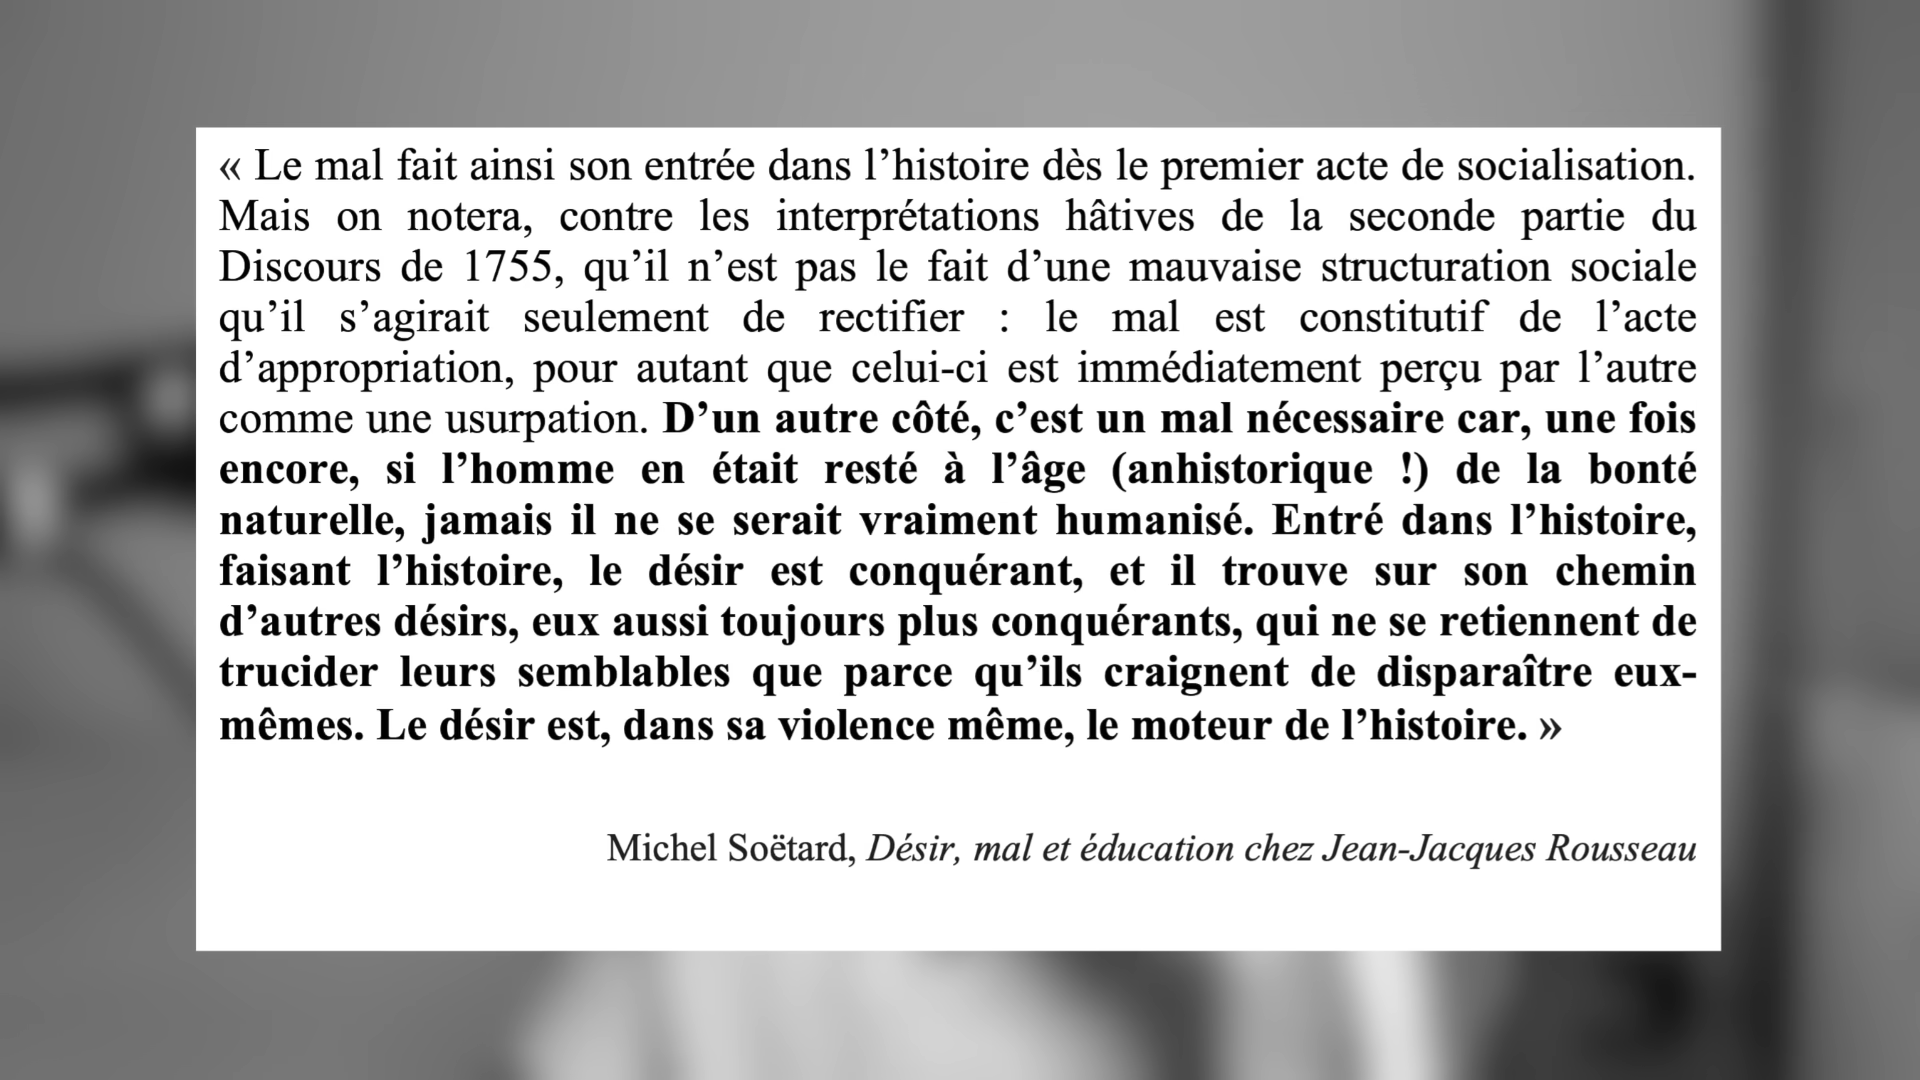 « Le mal fait ainsi son entrée dans l’histoire dès le premier acte de socialisation.
Mais on notera, contre les interprétations hâtives de la seconde partie du
Discours de 1755, qu’il n’est pas le fait d’une mauvaise structuration sociale
qu’il s’agirait seulement de rectifier : le mal est constitutif de l’acte
d’appropriation, pour autant que celui-ci est immédiatement perçu par l’autre
comme une usurpation. D’un autre côté, c’est un mal nécessaire car, une fois
encore, si l’homme en était resté à l’âge (anhistorique !) de la bonté
naturelle, jamais il ne se serait vraiment humanisé. Entré dans l’histoire,
faisant l’histoire, le désir est conquérant, et il trouve sur son chemin
d’autres désirs, eux aussi toujours plus conquérants, qui ne se retiennent de
trucider leurs semblables que parce qu’ils craignent de disparaître eux-
mêmes. Le désir est, dans sa violence même, le moteur de l’histoire. »
Michel Soëtard, Désir, mal et éducation chez Jean-Jacques Rousseau